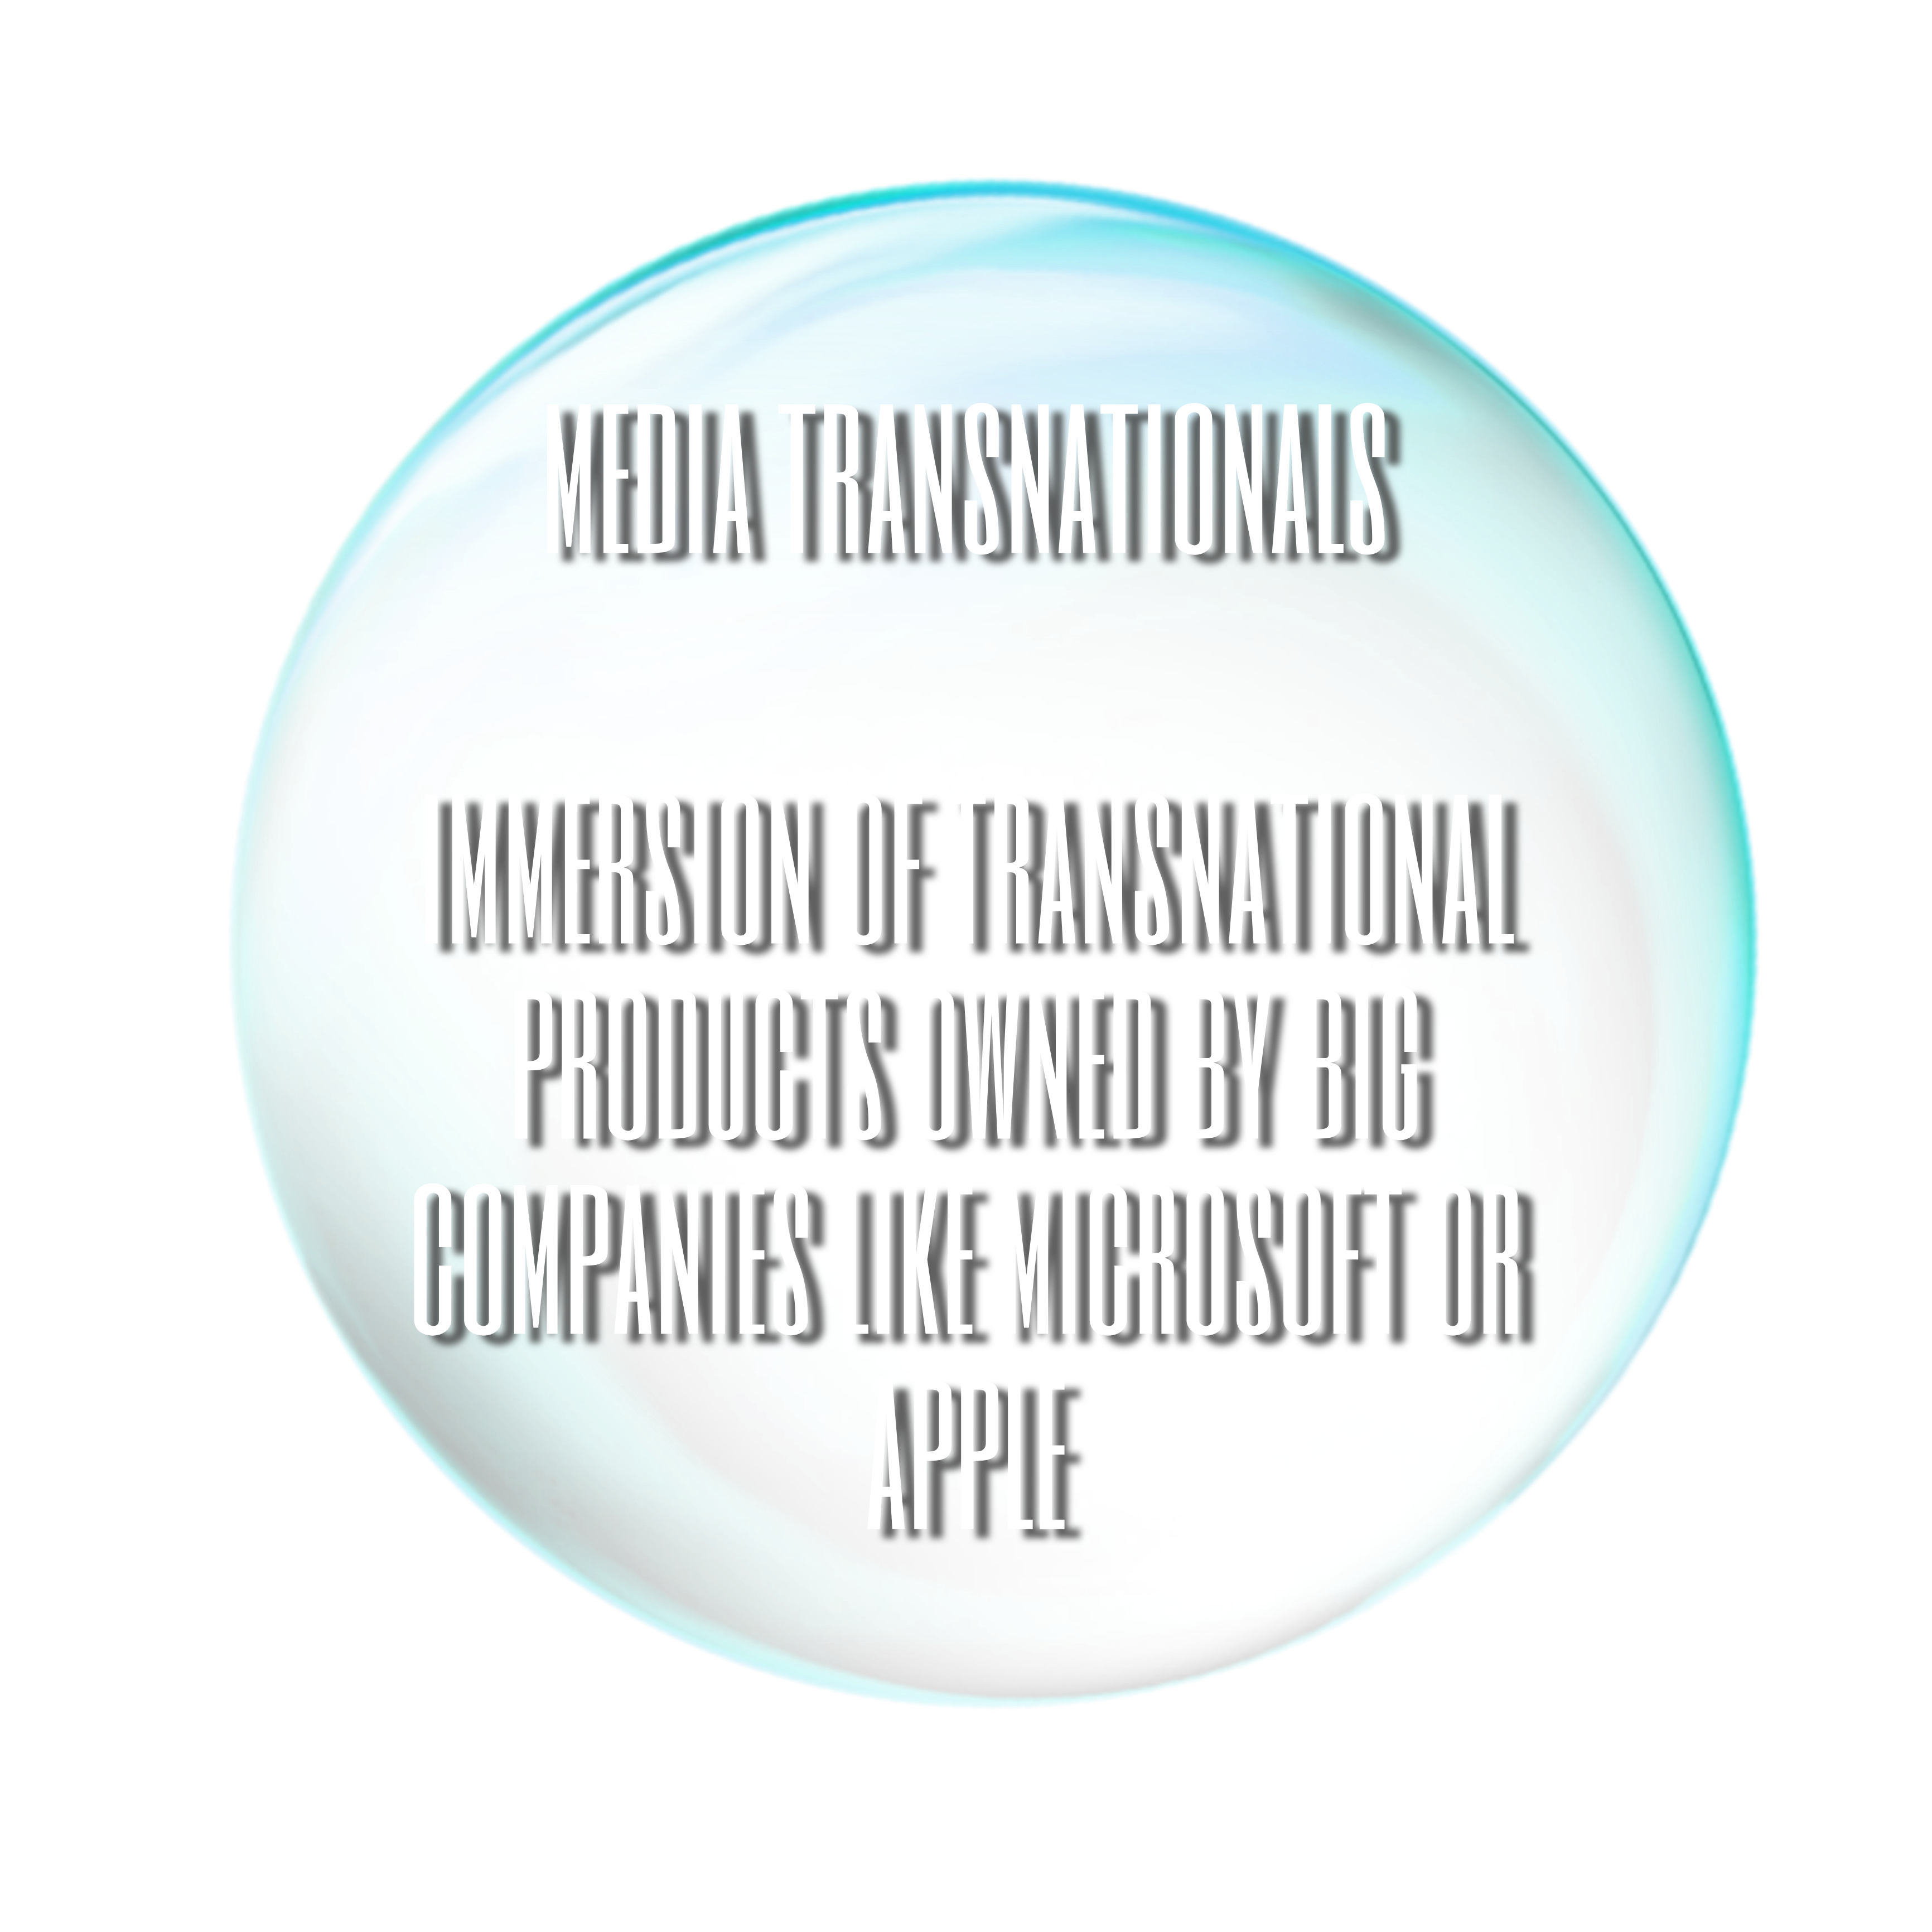 MEDIA TRANSNATIONALS
IMMERSION OF TRANSNATIONAL
PRODUCTS OWNED BY BIG
COMPANIES LIKE MICROSOFT OR
APPLE